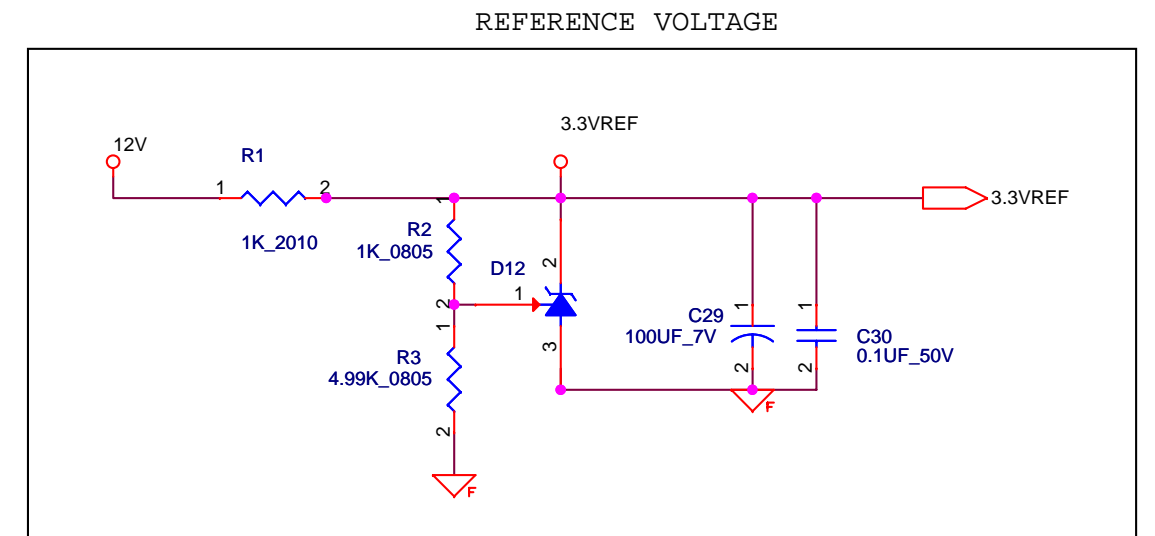 REFERENCE VOLTAGE
3.3VREF
12V
R1
1 2
1K_2010
3.3VREF
1
R2
1K_0805
2
D12
1
2
3
1
R3
4.99K_0805
2
F
1
C29
100UF_7V
2
F
1
C30
0.1UF_50V
2